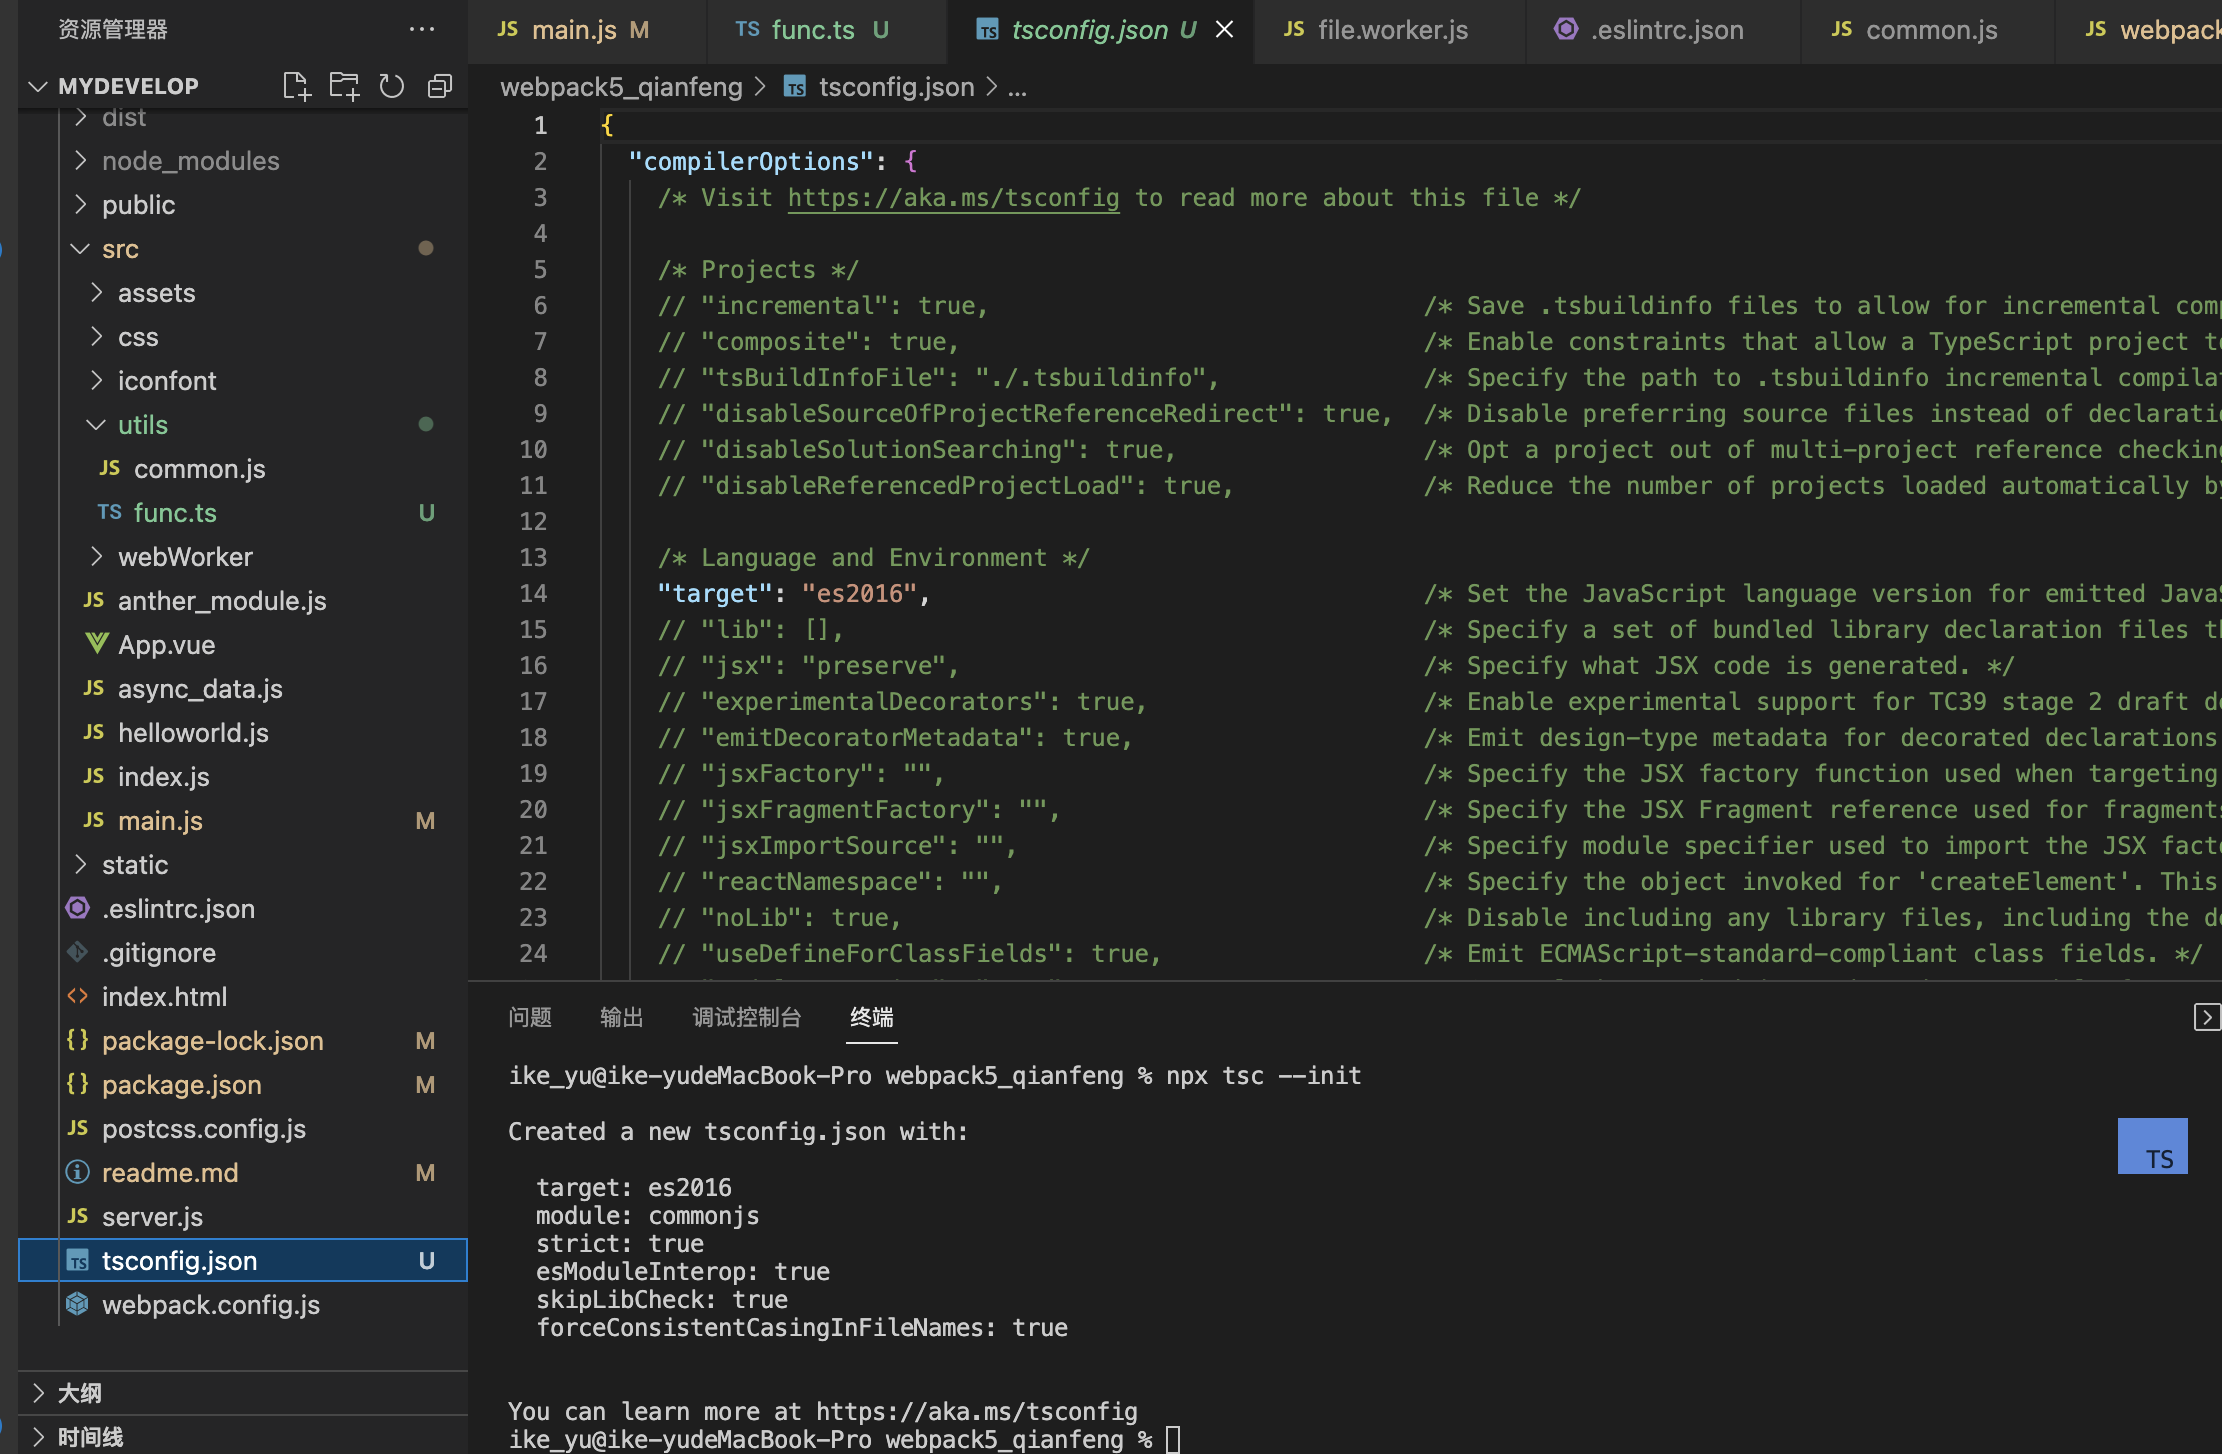 资源管理器
MYDEVELOP
dist
node_modules
public
src
assets
css
iconfont
utils
JS common.js
TS func.ts U
webWorker
JS anther_module.js
App.vue
JS async_data.js
JS helloworld.js
JS index.js
JS main.js M
static
.eslintrc.json
.gitignore
<> index.html
{} package-lock.json M
{} package.json M
JS postcss.config.js
readme.md M
JS server.js
TS tsconfig.json U
webpack.config.js
大纲
时间线
JS main.js M TS func.ts U TS tsconfig.json U JS file.worker.js .eslintrc.json JS common.js JS webpack
webpack5_qianfeng > TS tsconfig.json > ...
1 {
2 "compilerOptions": {
3 /* Visit https://aka.ms/tsconfig to read more about this file */
4
5 /* Projects */
6 // "incremental": true, /* Save .tsbuildinfo files to allow for incremental
7 // "composite": true, /* Enable constraints that allow a TypeScript project
8 // "tsBuildInfoFile": "./.tsbuildinfo", /* Specify the path to .tsbuildinfo incremental
9 // "disableSourceOfProjectReferenceRedirect": true, /* Disable preferring source files instead of
10 // "disableSolutionSearching": true, /* Opt a project out of multi-project reference checking
11 // "disableReferencedProjectLoad": true, /* Reduce the number of projects loaded automatically
12
13 /* Language and Environment */
14 "target": "es2016", /* Set the JavaScript language version for emitted
15 // "lib": [], /* Specify a set of bundled library declaration files
16 // "jsx": "preserve", /* Specify what JSX code is generated. */
17 // "experimentalDecorators": true, /* Enable experimental support for TC39 stage 2 draft
18 // "emitDecoratorMetadata": true, /* Emit design-type metadata for decorated declarations
19 // "jsxFactory": "", /* Specify the JSX factory function used when targeting
20 // "jsxFragmentFactory": "", /* Specify the JSX Fragment reference used for fragments
21 // "jsxImportSource": "", /* Specify module specifier used to import the JSX
22 // "reactNamespace": "", /* Specify the object invoked for 'createElement'. This
23 // "noLib": true, /* Disable including any library files, including the
24 // "useDefineForClassFields": true, /* Emit ECMAScript-standard-compliant class fields. */
问题 输出 调试控制台 终端
ike_yu@ike-yudeMacBook-Pro webpack5_qianfeng % npx tsc --init
Created a new tsconfig.json with:
TS
target: es2016
module: commonjs
strict: true
esModuleInterop: true
skipLibCheck: true
forceConsistentCasingInFileNames: true
You can learn more at https://aka.ms/tsconfig
ike_yu@ike-yudeMacBook-Pro webpack5_qianfeng %